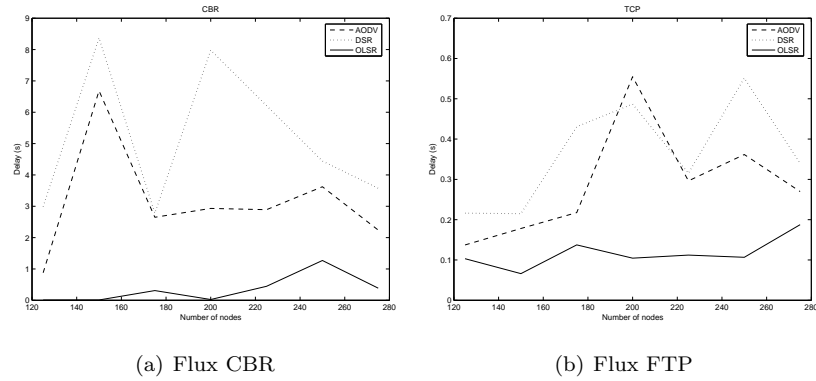 CBR
9
8
7
6
5
4
3
2
1
0
Delay (s)
120 140 160 180 200 220 240 260 280
Number of nodes
AODV
DSR
OLSR
(a) Flux CBR
TCP
0.7
0.6
0.5
0.4
0.3
0.2
0.1
0
Delay (s)
120 140 160 180 200 220 240 260 280
Number of nodes
AODV
DSR
OLSR
(b) Flux FTP